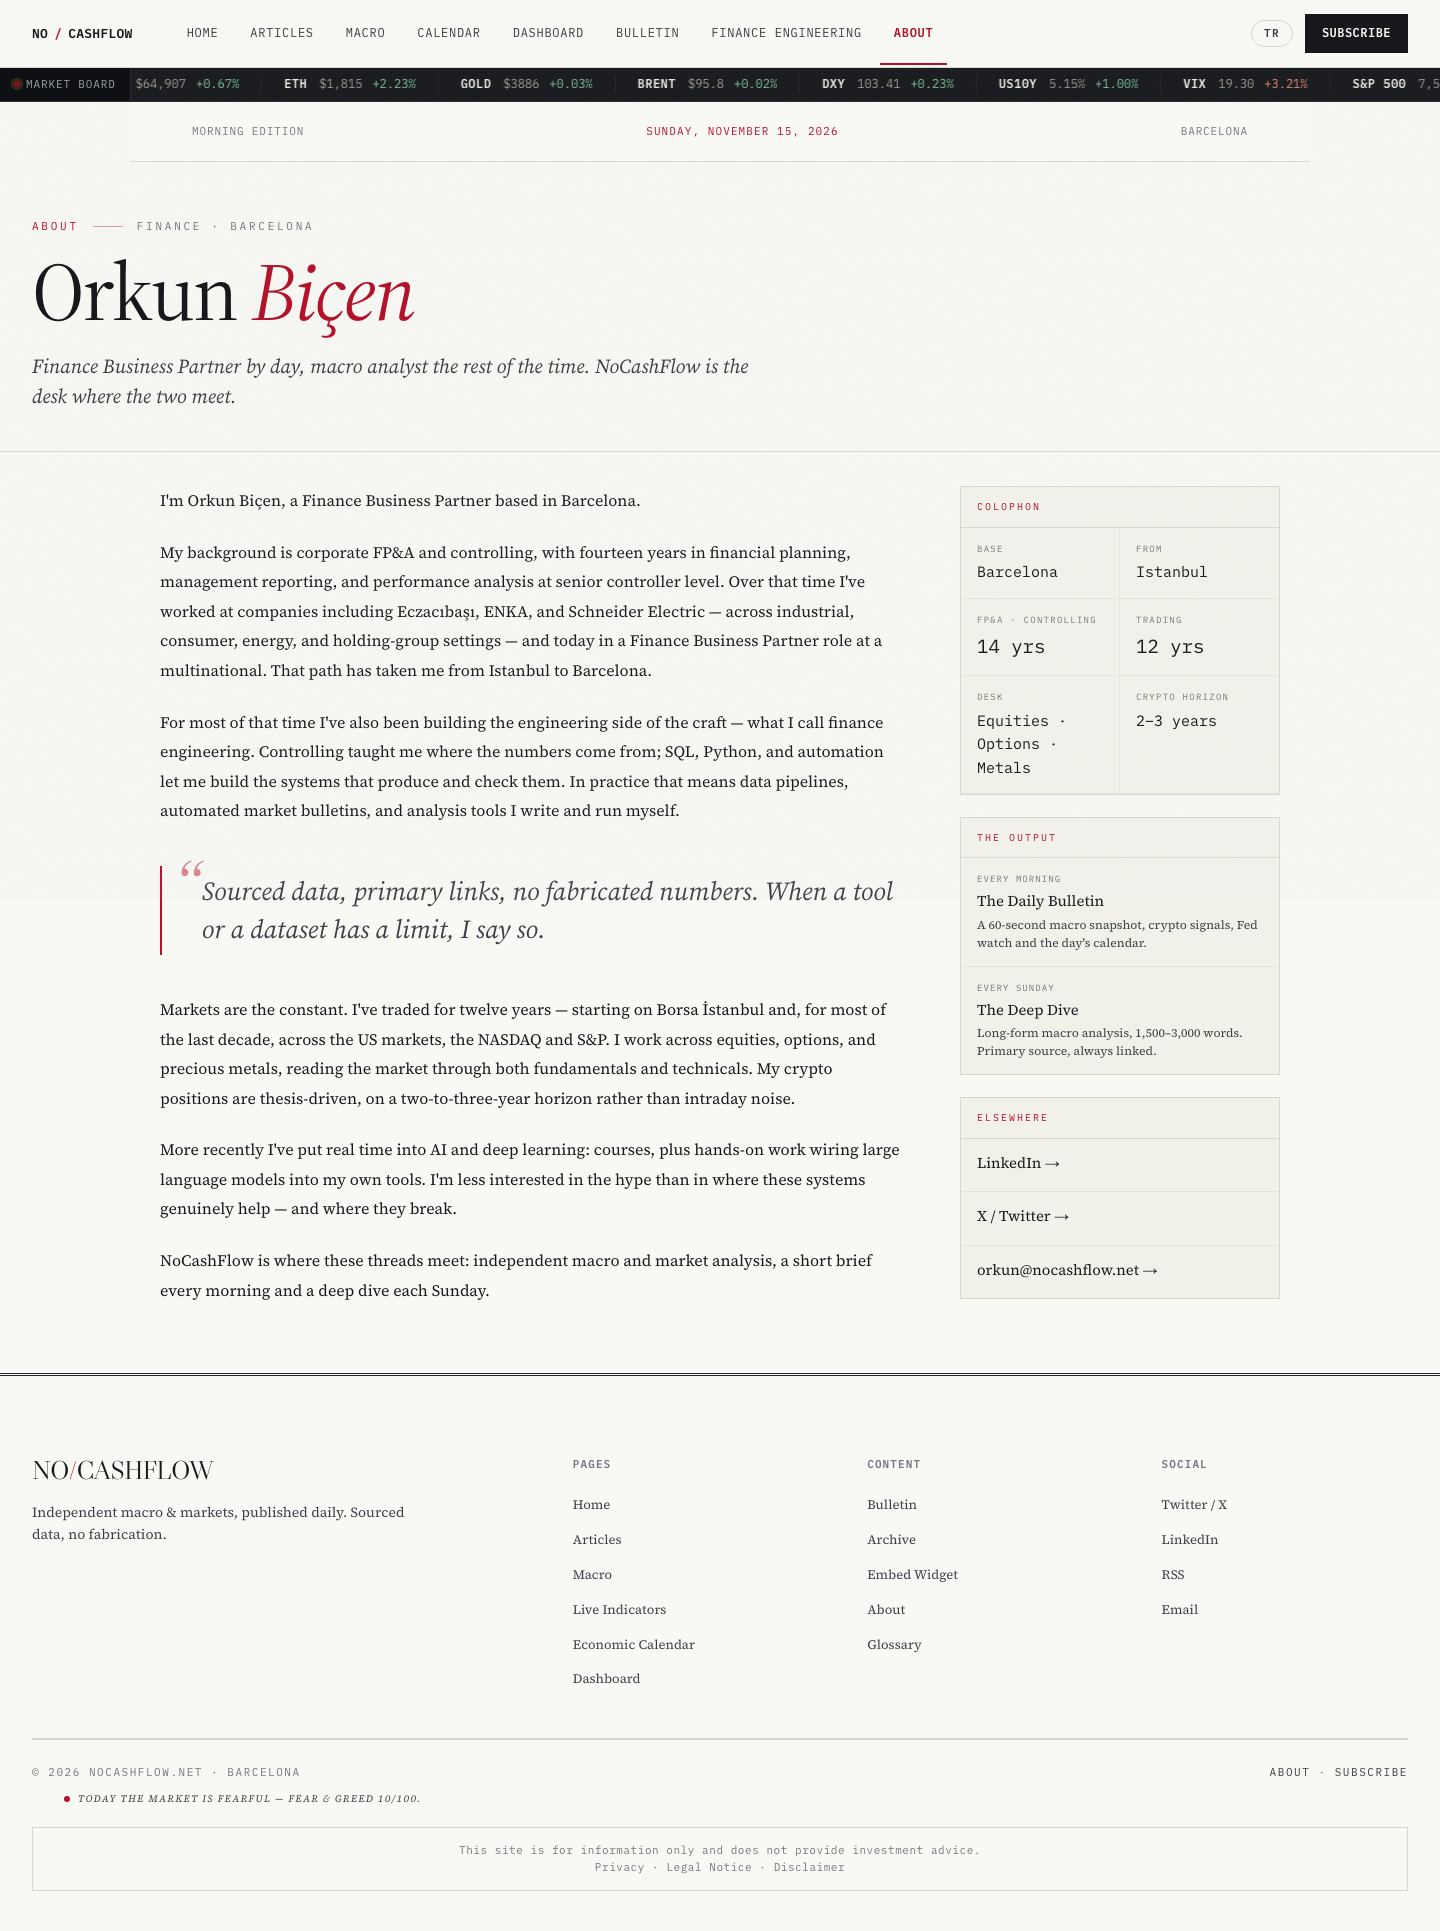 NO / CASHFLOW
HOME
ARTICLES
MACRO
CALENDAR
DASHBOARD
BULLETIN
FINANCE ENGINEERING
ABOUT
TR
SUBSCRIBE
MARKET BOARD
$64,907 +0.67%
ETH $1,815 +2.23%
GOLD $3886 +0.03%
BRENT $95.8 +0.02%
DXY 103.41 +0.23%
US10Y 5.15% +1.00%
VIX 19.30 +3.21%
S&P 500 7,5
MORNING EDITION
SUNDAY, NOVEMBER 15, 2026
BARCELONA
ABOUT
FINANCE · BARCELONA
Orkun Biçen
Finance Business Partner by day, macro analyst the rest of the time. NoCashFlow is the
desk where the two meet.
I'm Orkun Biçen, a Finance Business Partner based in Barcelona.
My background is corporate FP&A and controlling, with fourteen years in financial planning,
management reporting, and performance analysis at senior controller level. Over that time I've
worked at companies including Eczacıbaşı, ENKA, and Schneider Electric — across industrial,
consumer, energy, and holding-group settings — and today in a Finance Business Partner role at a
multinational. That path has taken me from Istanbul to Barcelona.
For most of that time I've also been building the engineering side of the craft — what I call finance
engineering. Controlling taught me where the numbers come from; SQL, Python, and automation
let me build the systems that produce and check them. In practice that means data pipelines,
automated market bulletins, and analysis tools I write and run myself.
“Sourced data, primary links, no fabricated numbers. When a tool
or a dataset has a limit, I say so.
Markets are the constant. I've traded for twelve years — starting on Borsa İstanbul and, for most of
the last decade, across the US markets, the NASDAQ and S&P. I work across equities, options, and
precious metals, reading the market through both fundamentals and technicals. My crypto
positions are thesis-driven, on a two-to-three-year horizon rather than intraday noise.
More recently I've put real time into AI and deep learning: courses, plus hands-on work wiring large
language models into my own tools. I'm less interested in the hype than in where these systems
genuinely help — and where they break.
NoCashFlow is where these threads meet: independent macro and market analysis, a short brief
every morning and a deep dive each Sunday.
COLOPHON
BASE
Barcelona
FROM
Istanbul
FP&A · CONTROLLING
14 yrs
TRADING
12 yrs
DESK
Equities ·
Options ·
Metals
CRYPTO HORIZON
2–3 years
THE OUTPUT
EVERY MORNING
The Daily Bulletin
A 60-second macro snapshot, crypto signals, Fed
watch and the day's calendar.
EVERY SUNDAY
The Deep Dive
Long-form macro analysis, 1,500–3,000 words.
Primary source, always linked.
ELSEWHERE
LinkedIn →
X / Twitter →
orkun@nocashflow.net →
NO/CASHFLOW
Independent macro & markets, published daily. Sourced
data, no fabrication.
PAGES
Home
Articles
Macro
Live Indicators
Economic Calendar
Dashboard
CONTENT
Bulletin
Archive
Embed Widget
About
Glossary
SOCIAL
Twitter / X
LinkedIn
RSS
Email
© 2026 NOCASHFLOW.NET · BARCELONA
ABOUT · SUBSCRIBE
TODAY THE MARKET IS FEARFUL — FEAR & GREED 10/100.
This site is for information only and does not provide investment advice.
Privacy · Legal Notice · Disclaimer